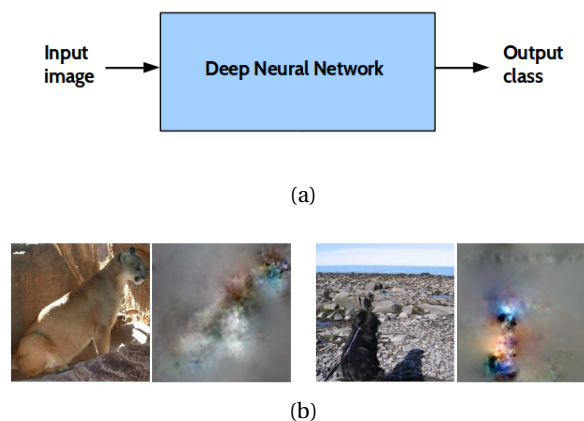 Input
image
Deep Neural Network
Output
class
(a)
(b)